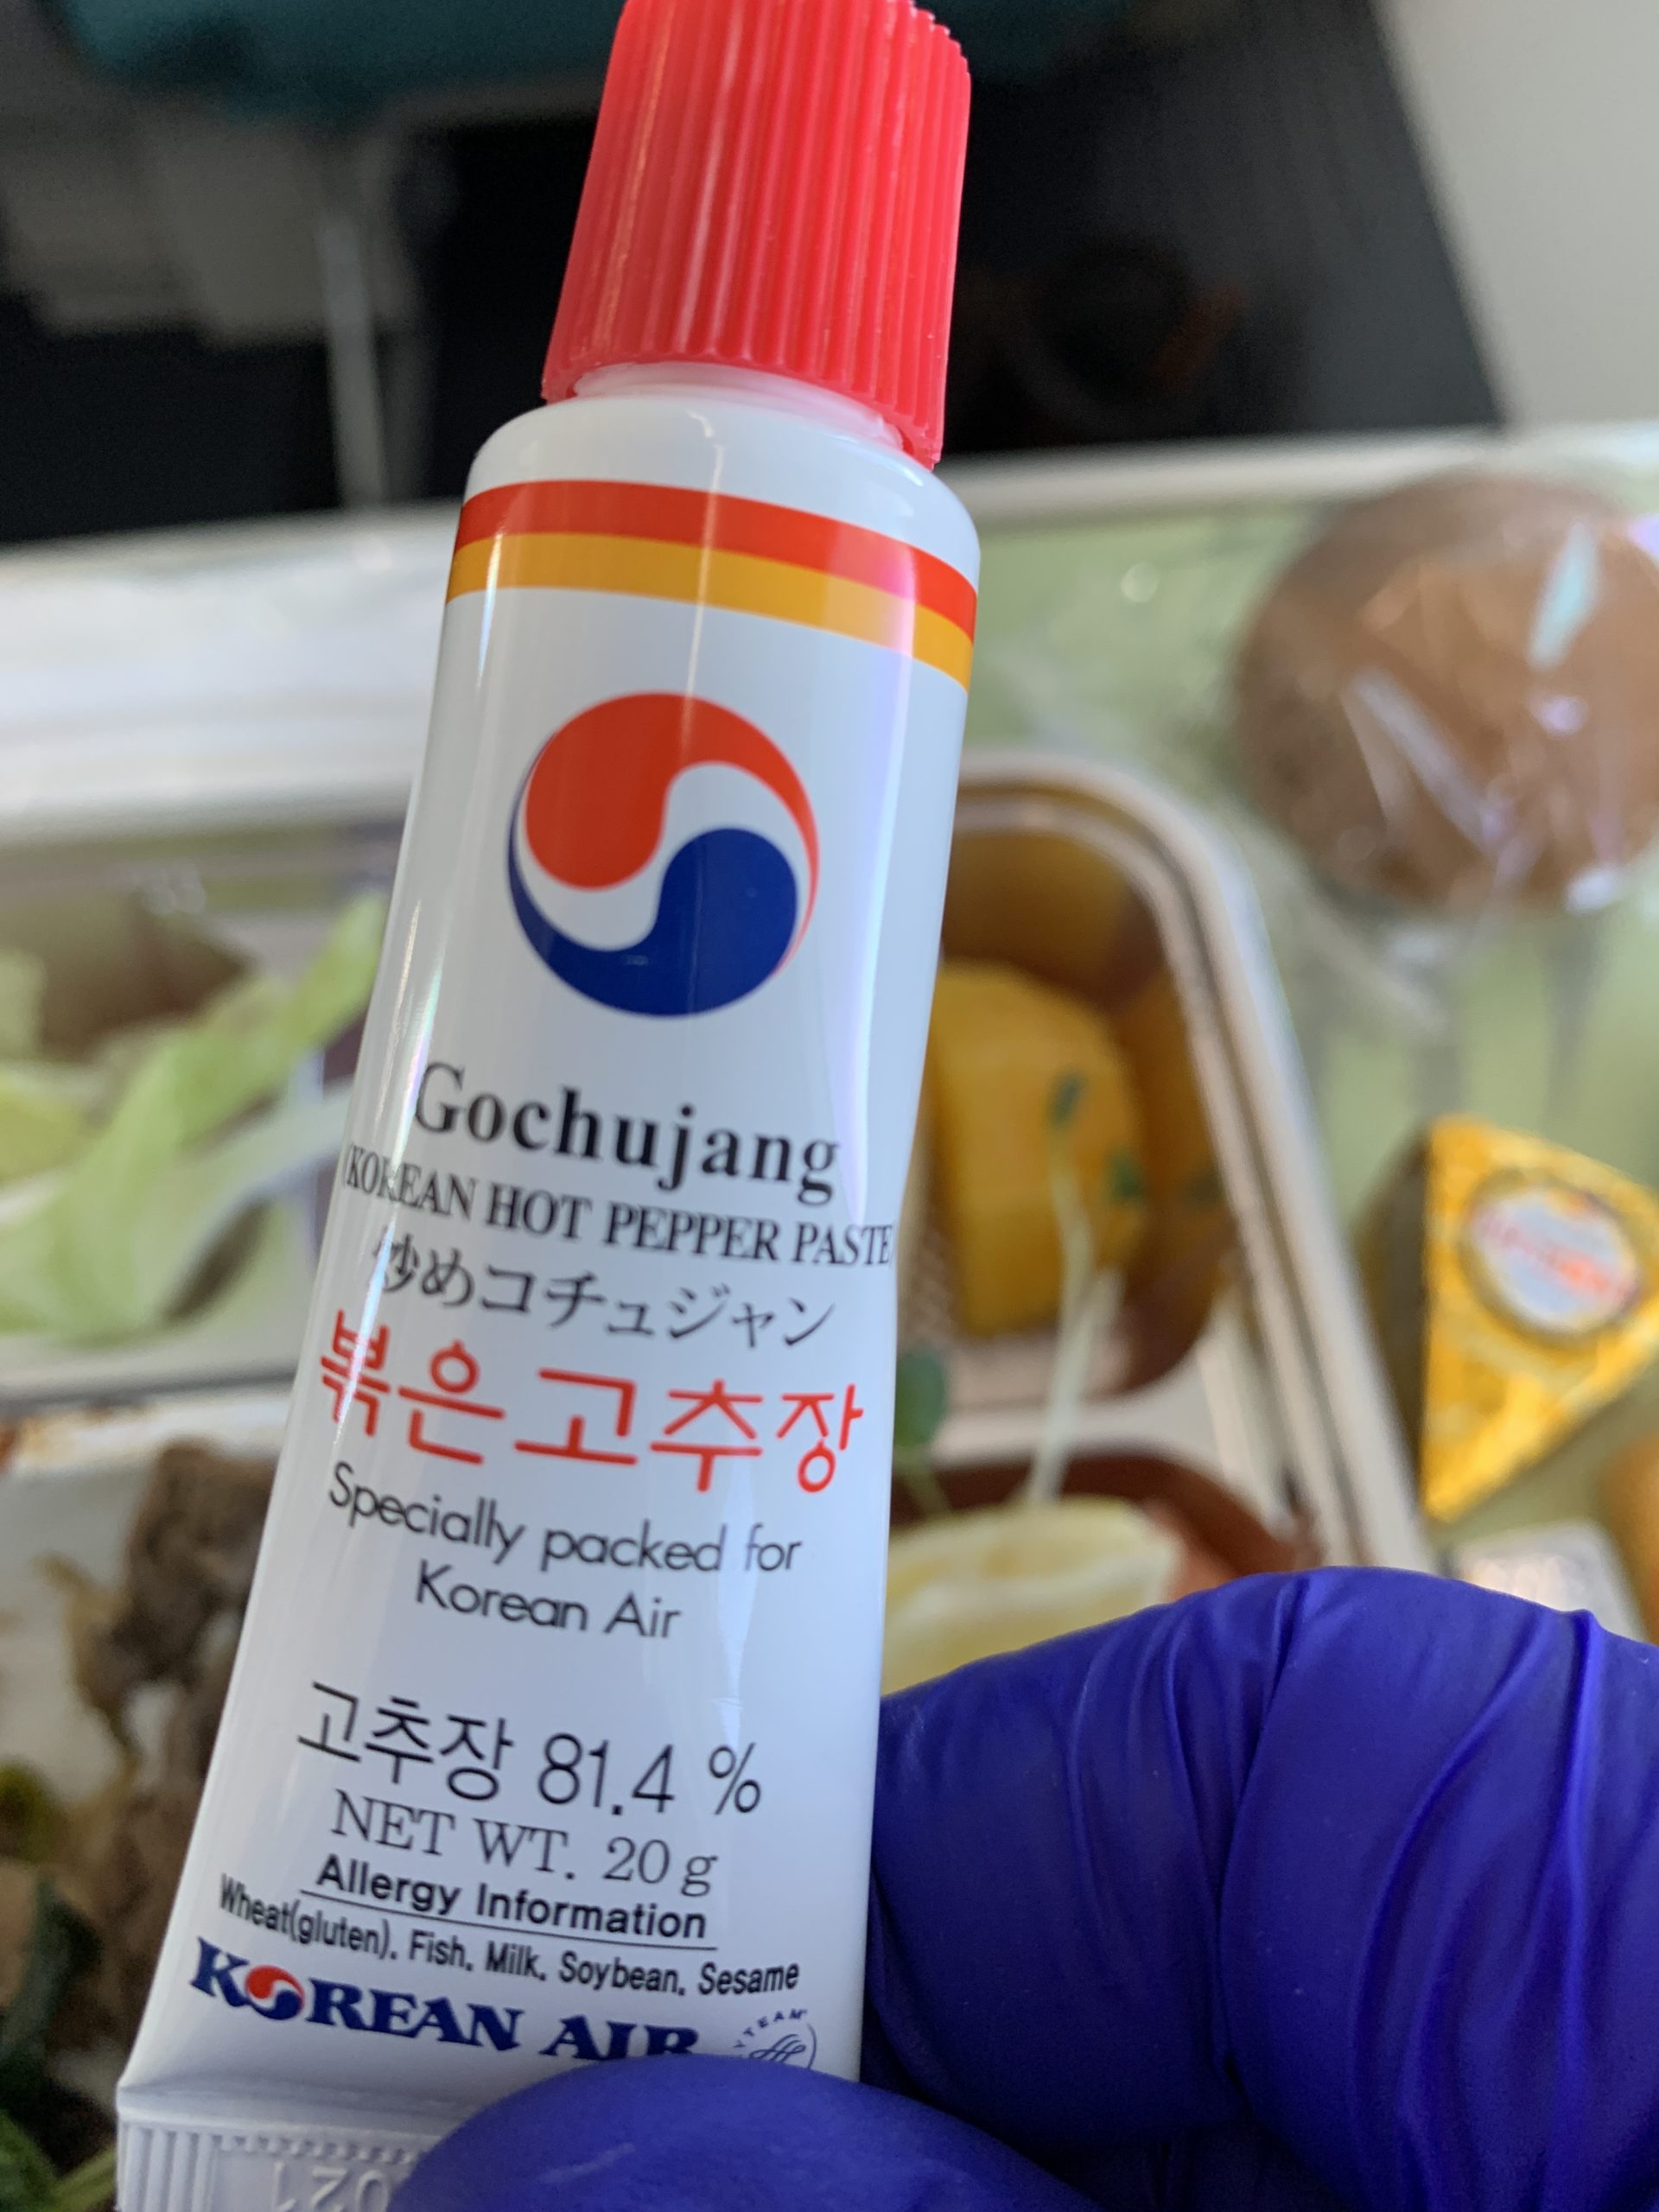 Gochujang
(KOREAN HOT PEPPER PASTE)
炒めコチュジャン
볶은고추장
Specially packed for
Korean Air
고추장 81.4 %
NET WT. 20 g
Allergy Information
Wheat(gluten), Fish, Milk, Soybean, Sesame
KOREAN AIR